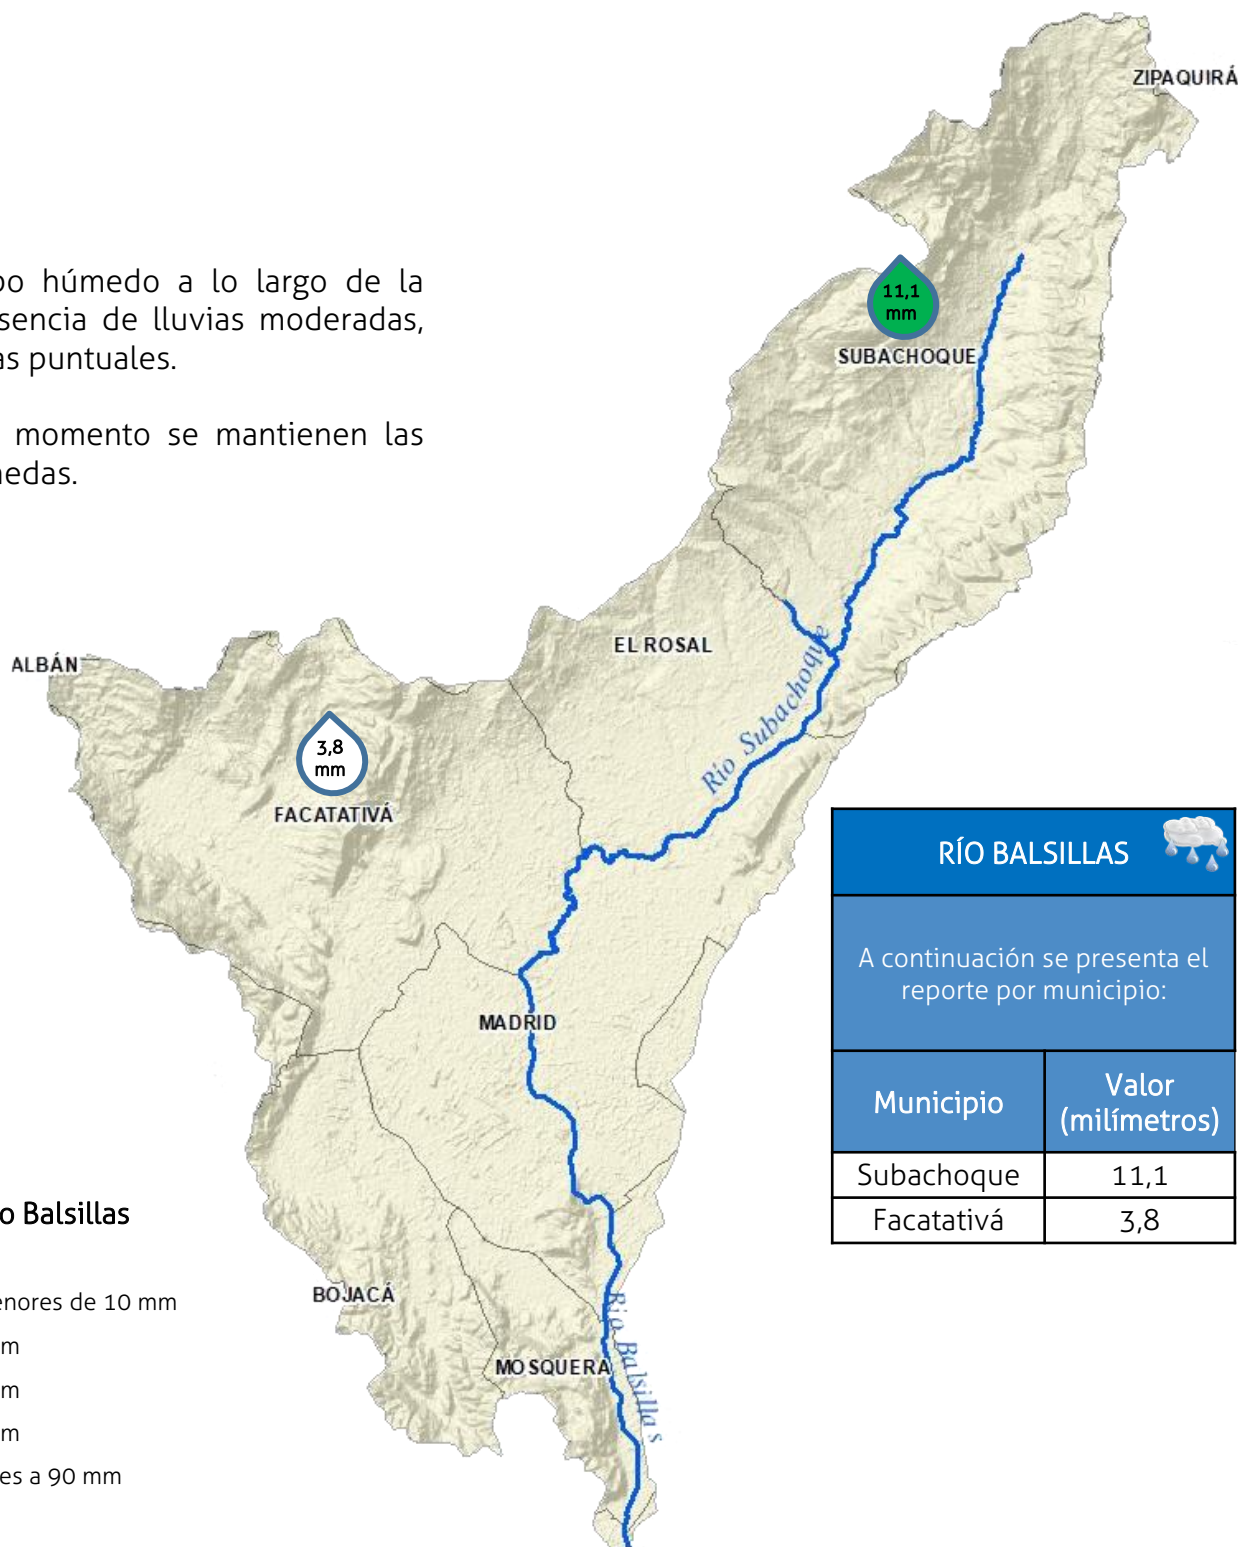 po húmedo a lo largo de la
esencia de lluvias moderadas,
as puntuales.
momento se mantienen las
nedas.
ZIPAQUIRÁ
11,1
mm
SUBACHOQUE
EL ROSAL
ALBÁN
Río Subachoque
3,8
mm
FACATATIVÁ
MADRID
RÍO BALSILLAS
A continuación se presenta el
reporte por municipio:
Municipio
Valor
(milímetros)
Subachoque 11,1
Facatativá 3,8
o Balsillas
enores de 10 mm
m
m
m
es a 90 mm
BOJACÁ
MOSQUERA
Río Balsillas